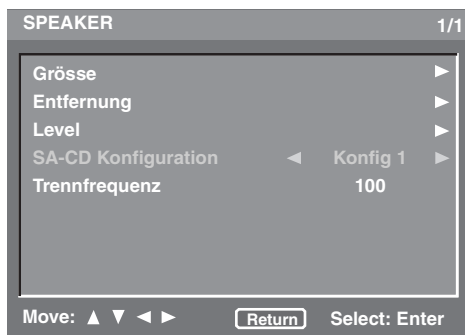 SPEAKER 1/1
Grösse ►
Entfernung ►
Level ►
SA-CD Konfiguration ◄ Konfig 1 ►
Trennfrequenz 100
Move: ▲ ▼ ◄ ► Return Select: Enter